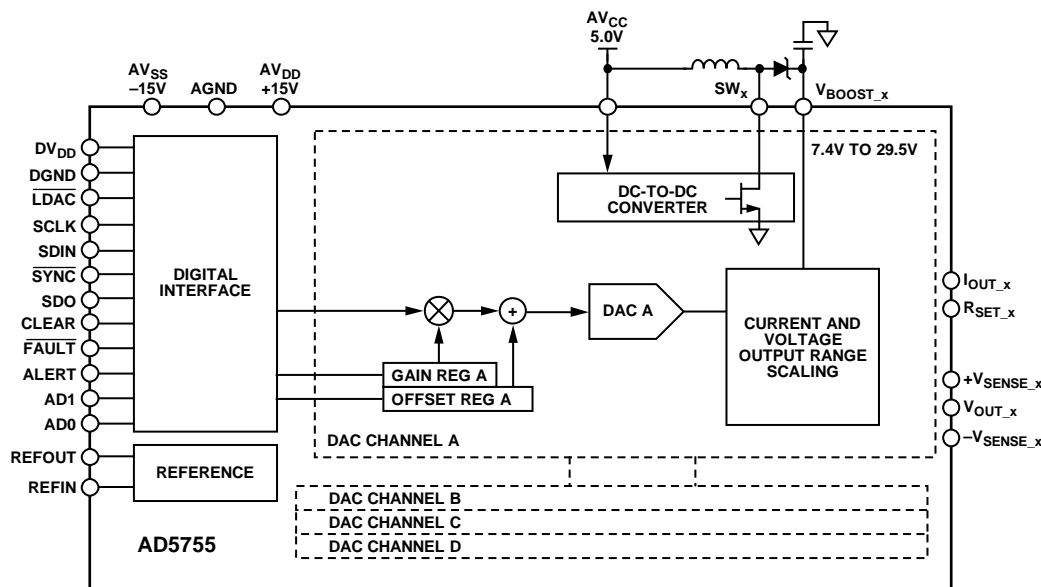 AVCC
5.0V
AVSS
–15V
AGND
AVDD
+15V
SWx
VBOOST_x
DVDD
DGND
LDAC
SCLK
SDIN
SYNC
SDO
CLEAR
FAULT
ALERT
AD1
AD0
REFOUT
REFIN
DIGITAL
INTERFACE
REFERENCE
7.4V TO 29.5V
DC-TO-DC
CONVERTER
+
DAC A
CURRENT AND
VOLTAGE
OUTPUT RANGE
SCALING
GAIN REG A
OFFSET REG A
DAC CHANNEL A
IOUT_x
RSET_x
+VSENSE_x
VOUT_x
–VSENSE_x
DAC CHANNEL B
DAC CHANNEL C
DAC CHANNEL D
AD5755